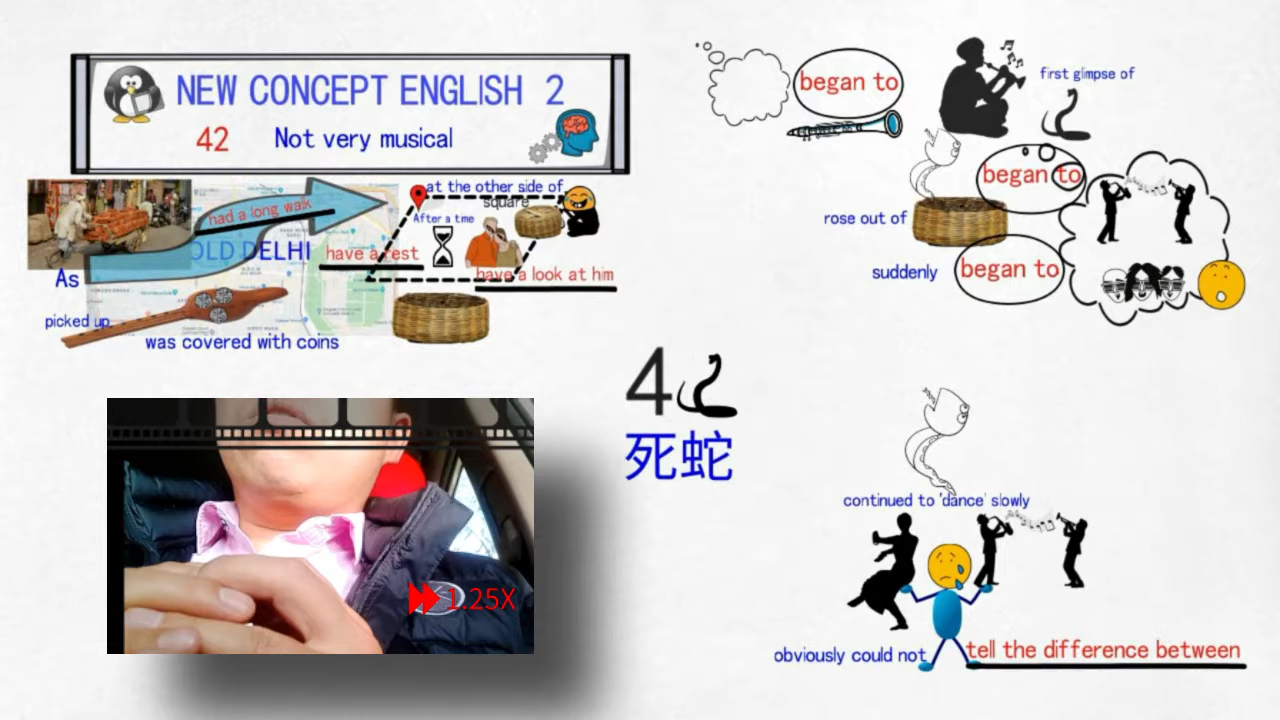 NEW CONCEPT ENGLISH 2
42 Not very musical
had a long walk
OLD DELHI
As
at the other side of
square
After a tme
have a rest
have a look at him
picked up
was covered with coins
began to
first glimpse of
began to
rose out of
suddenly
began to
4
死蛇
1.25X
continued to 'dance' slowly
obviously could not
tell the difference between